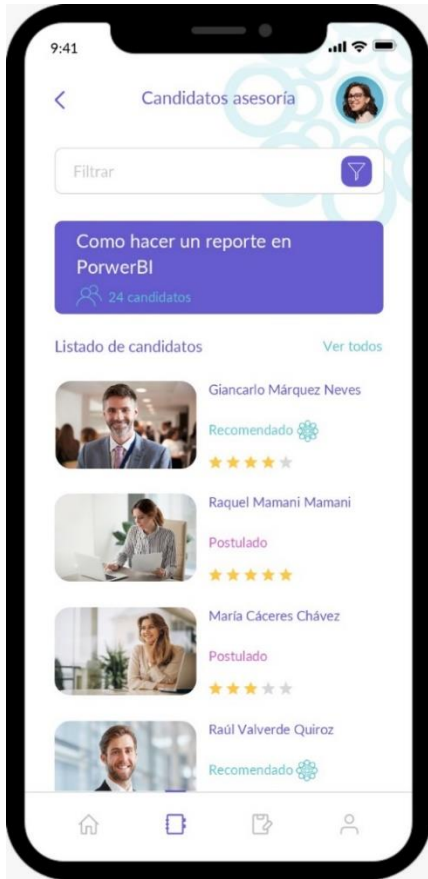 9:41
Candidatos asesoría
Filtrar
Como hacer un reporte en
PorwerBI
24 candidatos
Listado de candidatos
Ver todos
Giancarlo Márquez Neves
Recomendado
Raquel Mamani Mamani
Postulado
María Cáceres Chávez
Postulado
Raúl Valverde Quiroz
Recomendado